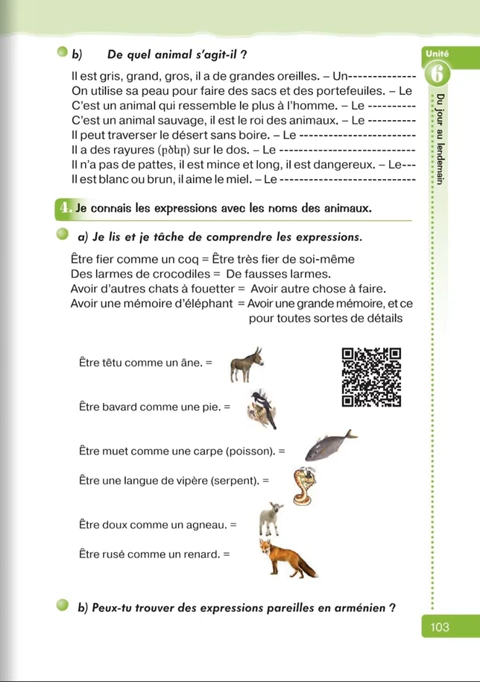 b) De quel animal s'agit-il ?
Unité
6
Du jour au lendemain
Il est gris, grand, gros, il a de grandes oreilles. – Un--------------
On utilise sa peau pour faire des sacs et des portefeuilles. – Le
C'est un animal qui ressemble le plus à l'homme. – Le ----------
C'est un animal sauvage, il est le roi des animaux. – Le ----------
Il peut traverser le désert sans boire. – Le ------------------------
Il a des rayures (գծեր) sur le dos. – Le ----------------------------
Il n'a pas de pattes, il est mince et long, il est dangereux. – Le---
Il est blanc ou brun, il aime le miel. – Le ----------------------------
4. Je connais les expressions avec les noms des animaux.
a) Je lis et je tâche de comprendre les expressions.
Être fier comme un coq = Être très fier de soi-même
Des larmes de crocodiles = De fausses larmes.
Avoir d'autres chats à fouetter = Avoir autre chose à faire.
Avoir une mémoire d'éléphant = Avoir une grande mémoire, et ce
pour toutes sortes de détails
Être têtu comme un âne. =
Être bavard comme une pie. =
Être muet comme une carpe (poisson). =
Être une langue de vipère (serpent). =
Être doux comme un agneau. =
Être rusé comme un renard. =
b) Peux-tu trouver des expressions pareilles en arménien ?
103